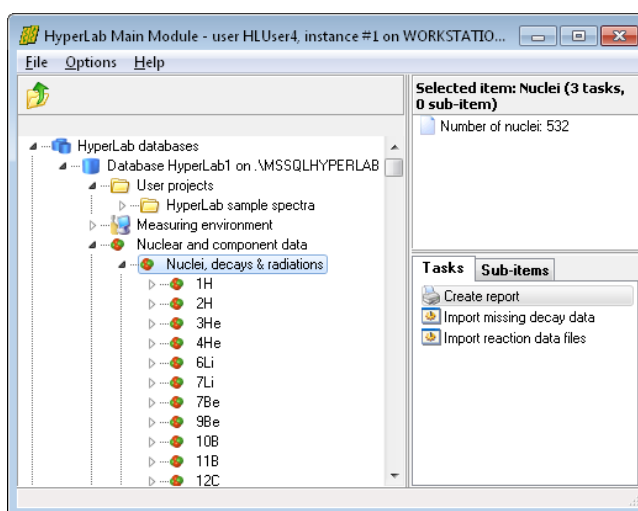 HyperLab Main Module - user HLUser4, instance #1 on WORKSTATIO...
File Options Help
Selected item: Nuclei (3 tasks,
0 sub-item)
Number of nuclei: 532
HyperLab databases
Database HyperLab1 on .\MSSQLHYPERLAB
User projects
HyperLab sample spectra
Measuring environment
Nuclear and component data
Nuclei, decays & radiations
1H
2H
3He
4He
6Li
7Li
7Be
9Be
10B
11B
12C
Tasks Sub-items
Create report
Import missing decay data
Import reaction data files